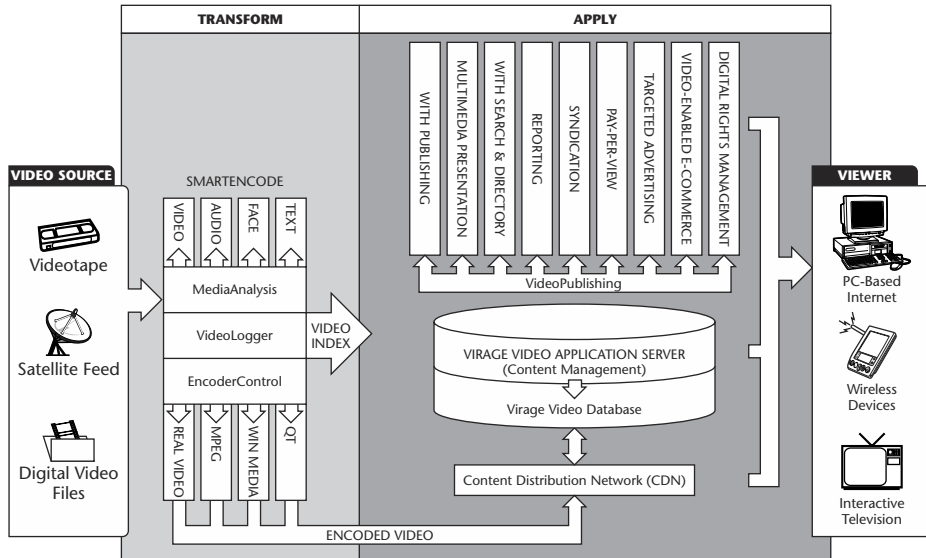 TRANSFORM
APPLY
VIDEO SOURCE
Videotape
Satellite Feed
Digital Video
Files
SMARTENCODE
VIDEO
AUDIO
FACE
TEXT
MediaAnalysis
VideoLogger
EncoderControl
REAL VIDEO
MPEG
WIN MEDIA
QT
VIDEO
INDEX
ENCODED VIDEO
WITH PUBLISHING
MULTIMEDIA PRESENTATION
WITH SEARCH & DIRECTORY
REPORTING
SYNDICATION
PAY-PER-VIEW
TARGETED ADVERTISING
VIDEO-ENABLED E-COMMERCE
DIGITAL RIGHTS MANAGEMENT
VideoPublishing
VIRAGE VIDEO APPLICATION SERVER
(Content Management)
Virage Video Database
Content Distribution Network (CDN)
VIEWER
PC-Based
Internet
Wireless
Devices
Interactive
Television